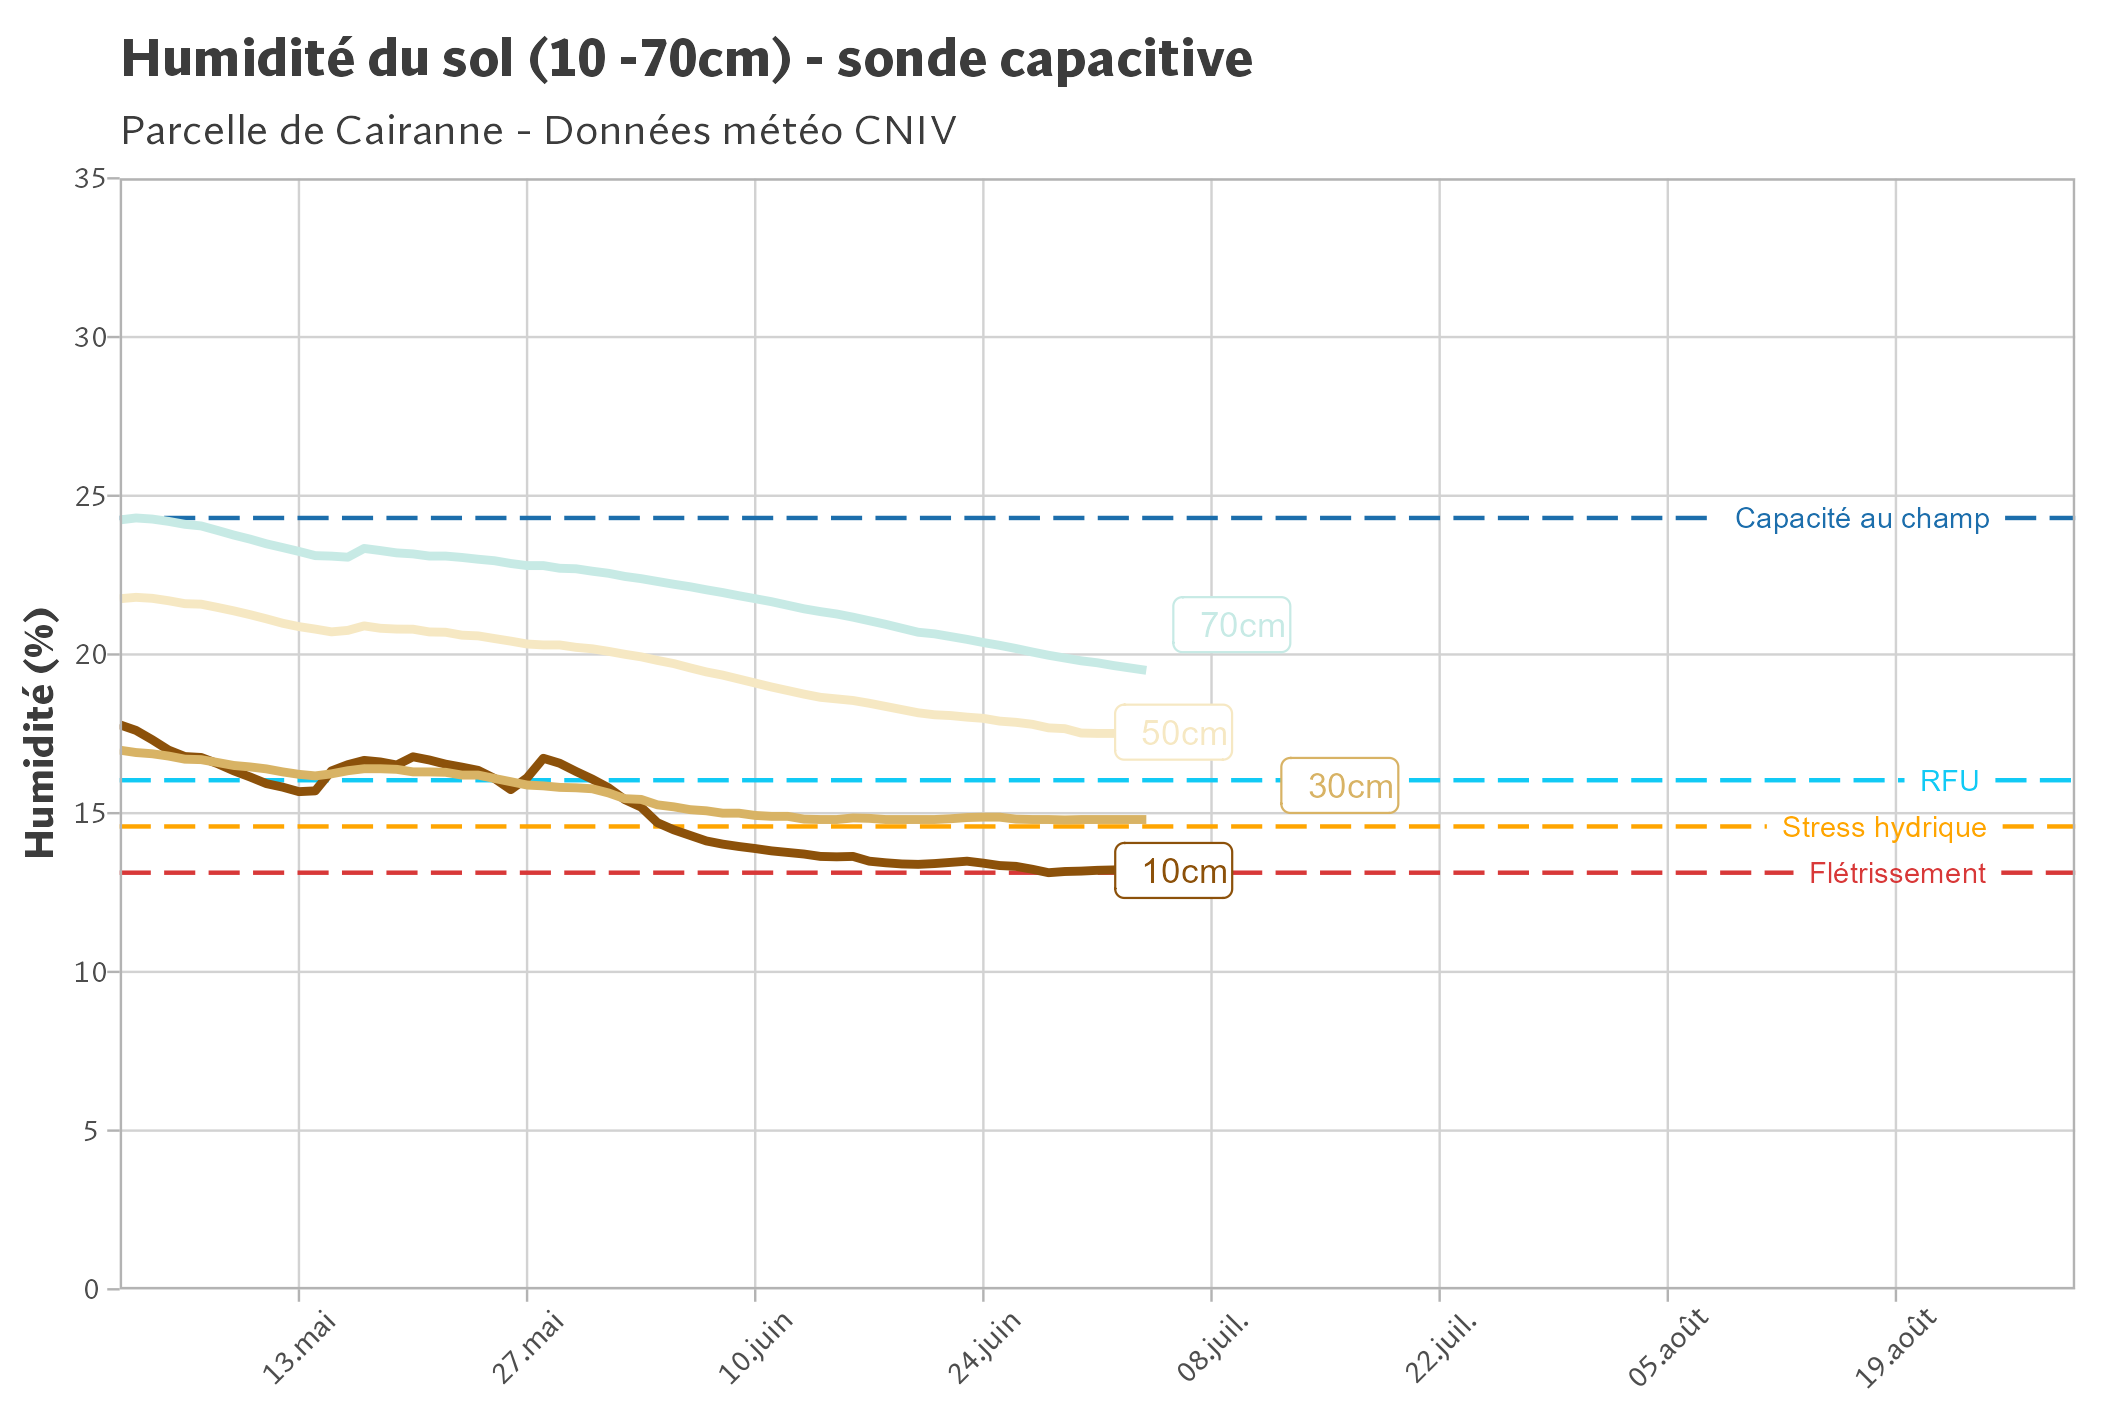 Humidité du sol (10 -70cm) - sonde capacitive
Parcelle de Cairanne - Données météo CNIV
Humidité (%)
35
30
25
20
15
10
5
0
Capacité au champ
70cm
50cm
RFU
30cm
Stress hydrique
10cm
Flétrissement
13.mai
27.mai
10.juin
24.juin
08.juil.
22.juil.
05.août
19.août